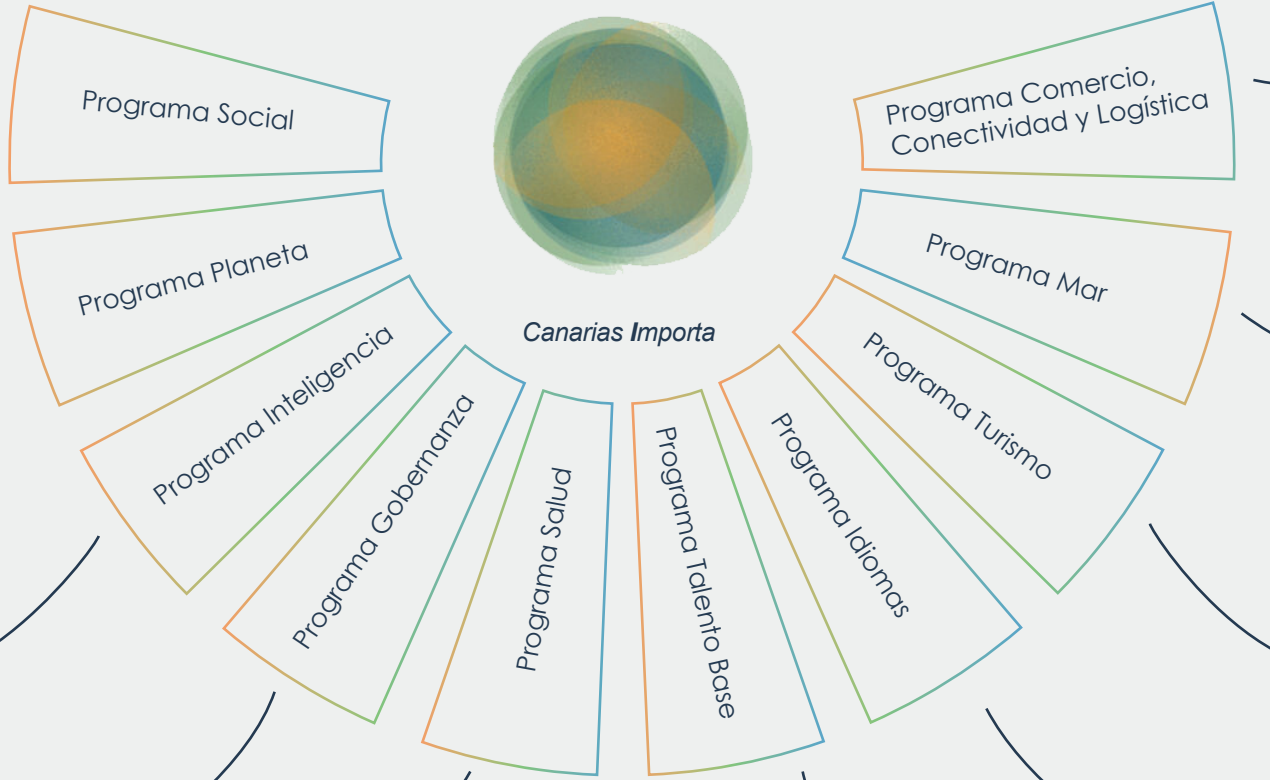 Programa Social
Programa Planeta
Programa Inteligencia
Programa Gobernanza
Programa Salud
Programa Talento Base
Programa Idiomas
Programa Turismo
Programa Mar
Programa Comercio,
Conectividad y Logística
Canarias Importa